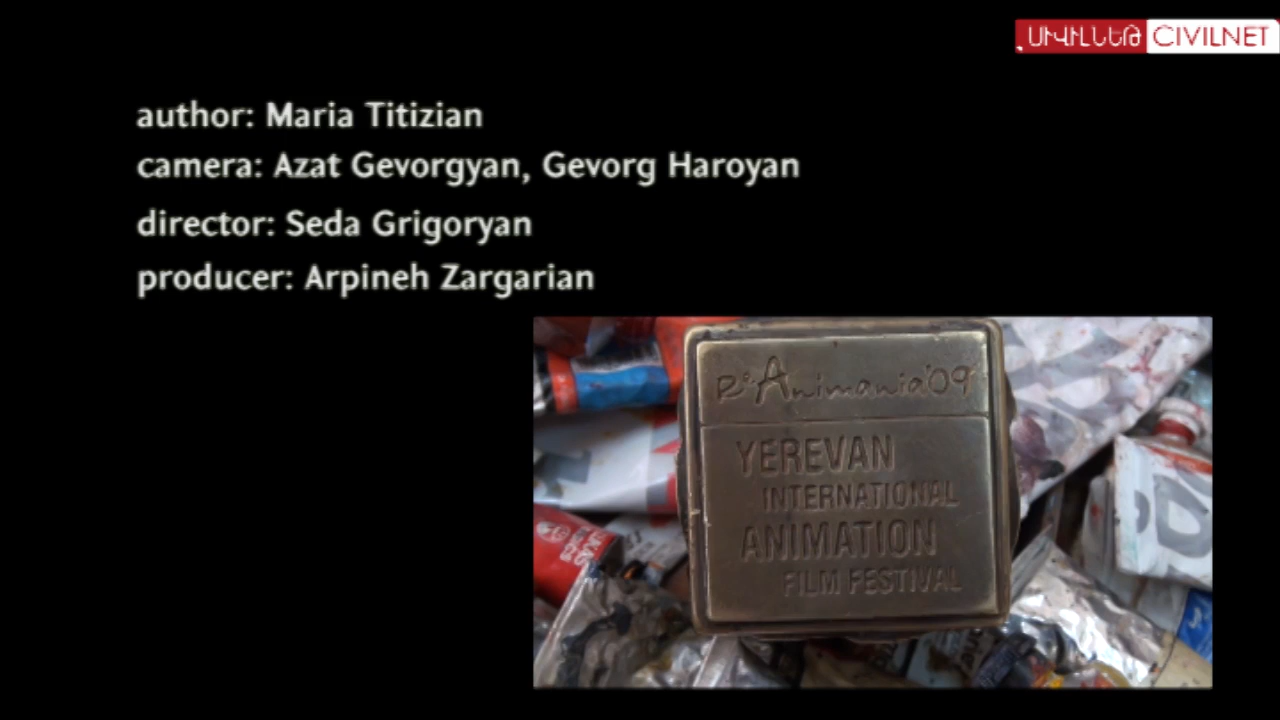 ՍԻՎԻԼՆԵԹ CIVILNET
author: Maria Titizian
camera: Azat Gevorgyan, Gevorg Haroyan
director: Seda Grigoryan
producer: Arpineh Zargarian
R'Animania'09
YEREVAN
INTERNATIONAL
ANIMATION
FILM FESTIVAL